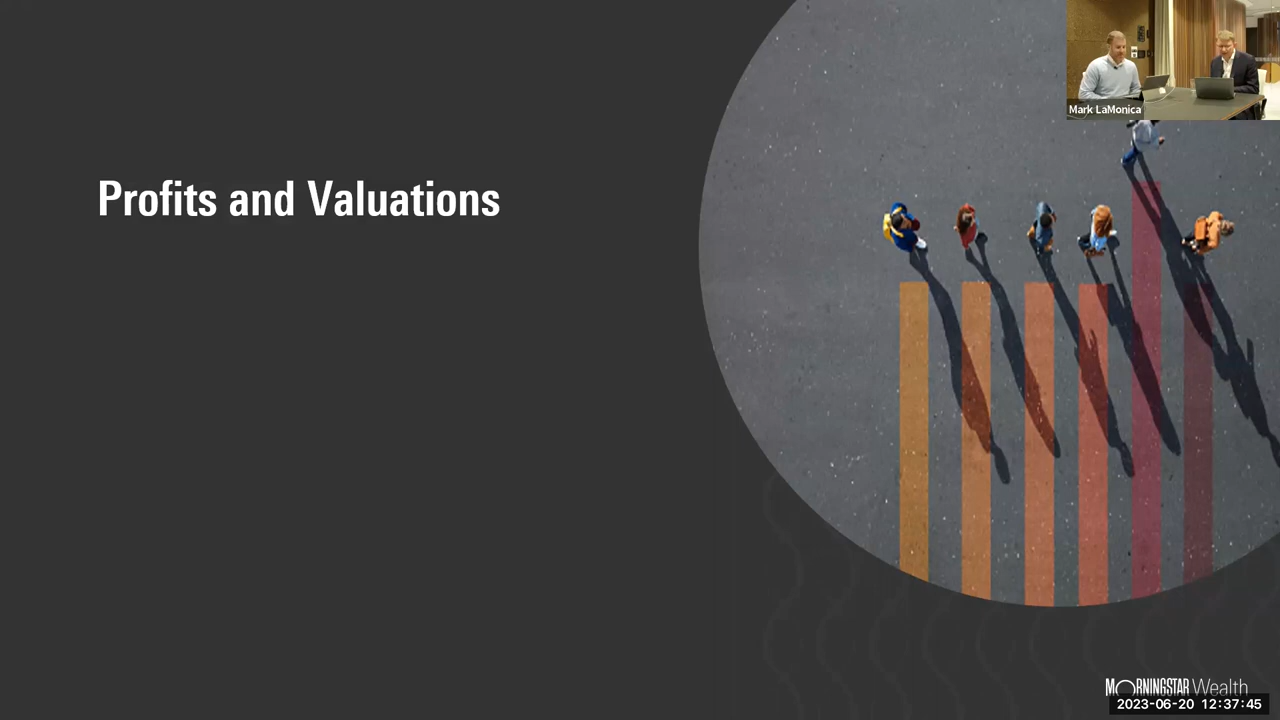 Mark LaMonica
Profits and Valuations
MORNINGSTAR Wealth
2023-06-20 12:37:45